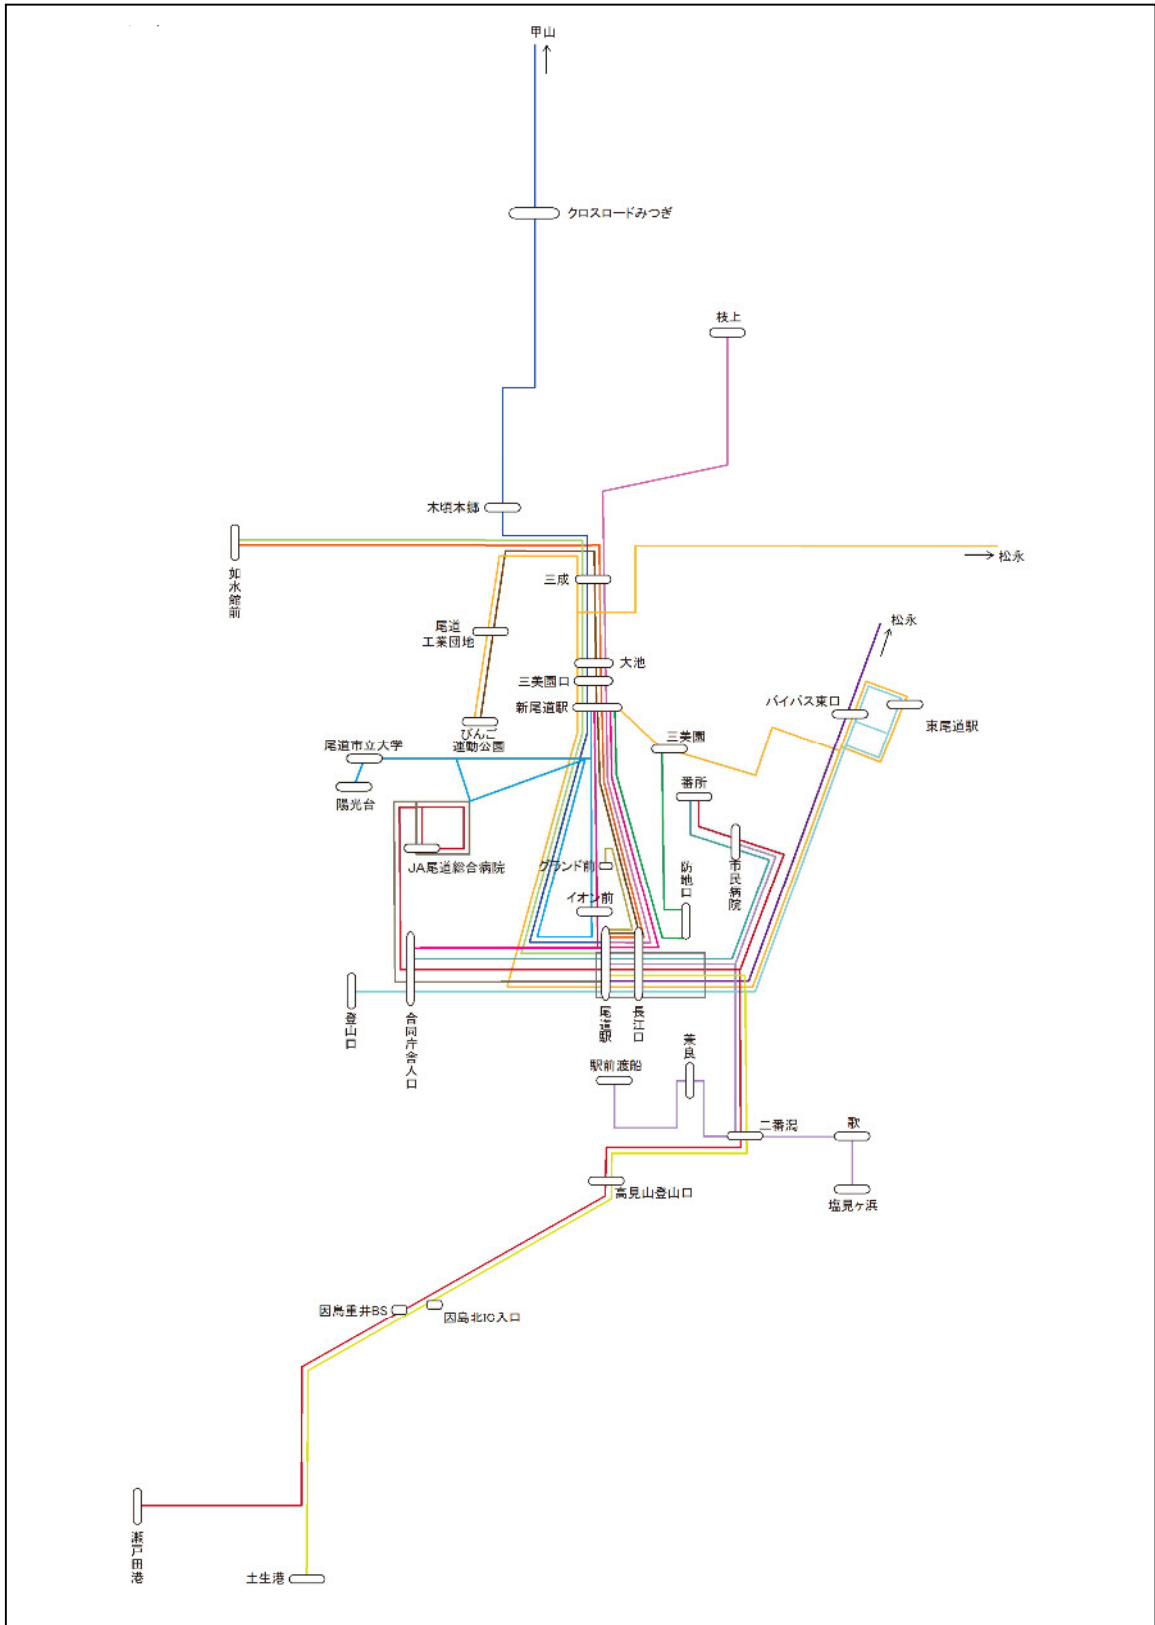 甲山
クロスロードみつぎ
枝上
木頃本郷
如水館前
三成
松永
尾道
工業団地
松永
大池
三美園口
バイパス東口
新尾道駅
東尾道駅
びんご
運動公園
三美園
尾道市立大学
番所
陽光台
JA尾道総合病院
グランド前
市民病院
防地口
イオン前
登山口
合同庁舎入口
尾道駅
長江口
兼良
駅前渡船
二番潟
歌
高見山登山口
塩見ヶ浜
因島重井BS
因島北IC入口
瀬戸田港
土生港